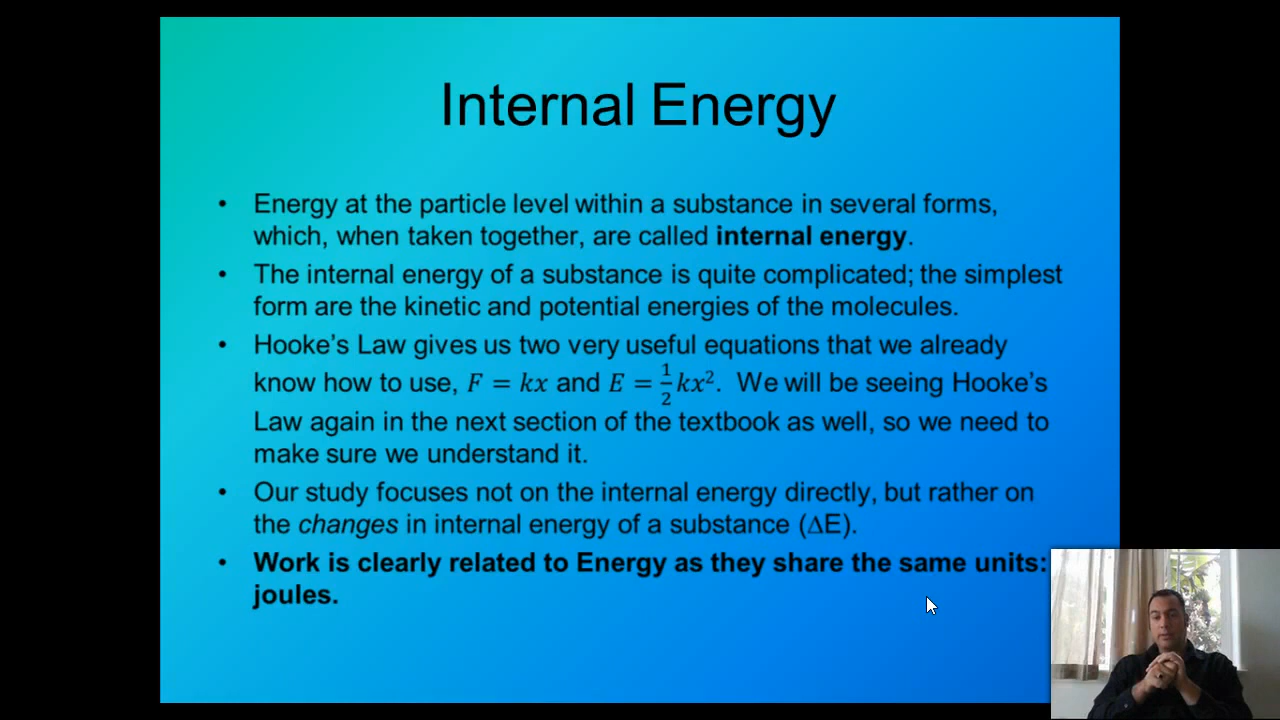 Internal Energy
• Energy at the particle level within a substance in several forms,
which, when taken together, are called internal energy.
• The internal energy of a substance is quite complicated; the simplest
form are the kinetic and potential energies of the molecules.
• Hooke’s Law gives us two very useful equations that we already
know how to use, F = kx and E = ½kx². We will be seeing Hooke’s
Law again in the next section of the textbook as well, so we need to
make sure we understand it.
• Our study focuses not on the internal energy directly, but rather on
the changes in internal energy of a substance (ΔE).
• Work is clearly related to Energy as they share the same units:
joules.